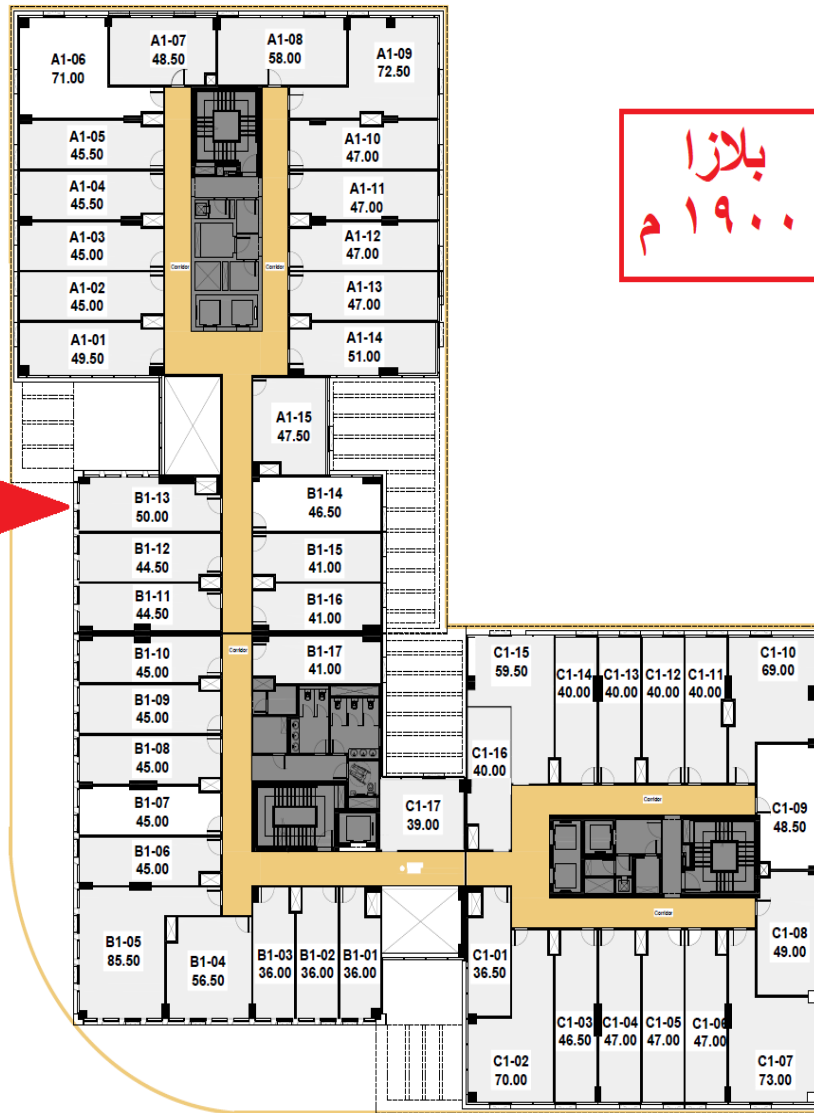 A1-06
71.00
A1-07
48.50
A1-08
58.00
A1-09
72.50
A1-05
45.50
A1-10
47.00
A1-04
45.50
A1-11
47.00
A1-03
45.00
A1-12
47.00
Corridor
Corridor
A1-02
45.00
A1-13
47.00
A1-01
49.50
A1-14
51.00
A1-15
47.50
بلازا
١٩٠٠ م
B1-13
50.00
B1-14
46.50
B1-12
44.50
B1-15
41.00
B1-11
44.50
B1-16
41.00
B1-10
45.00
Corridor
B1-17
41.00
B1-09
45.00
B1-08
45.00
B1-07
45.00
B1-06
45.00
B1-05
85.50
B1-04
56.50
B1-03
36.00
B1-02
36.00
B1-01
36.00
C1-15
59.50
C1-14
40.00
C1-13
40.00
C1-12
40.00
C1-11
40.00
C1-10
69.00
C1-16
40.00
C1-17
39.00
Corridor
C1-09
48.50
Corridor
C1-08
49.00
C1-01
36.50
C1-02
70.00
C1-03
46.50
C1-04
47.00
C1-05
47.00
C1-06
47.00
C1-07
73.00